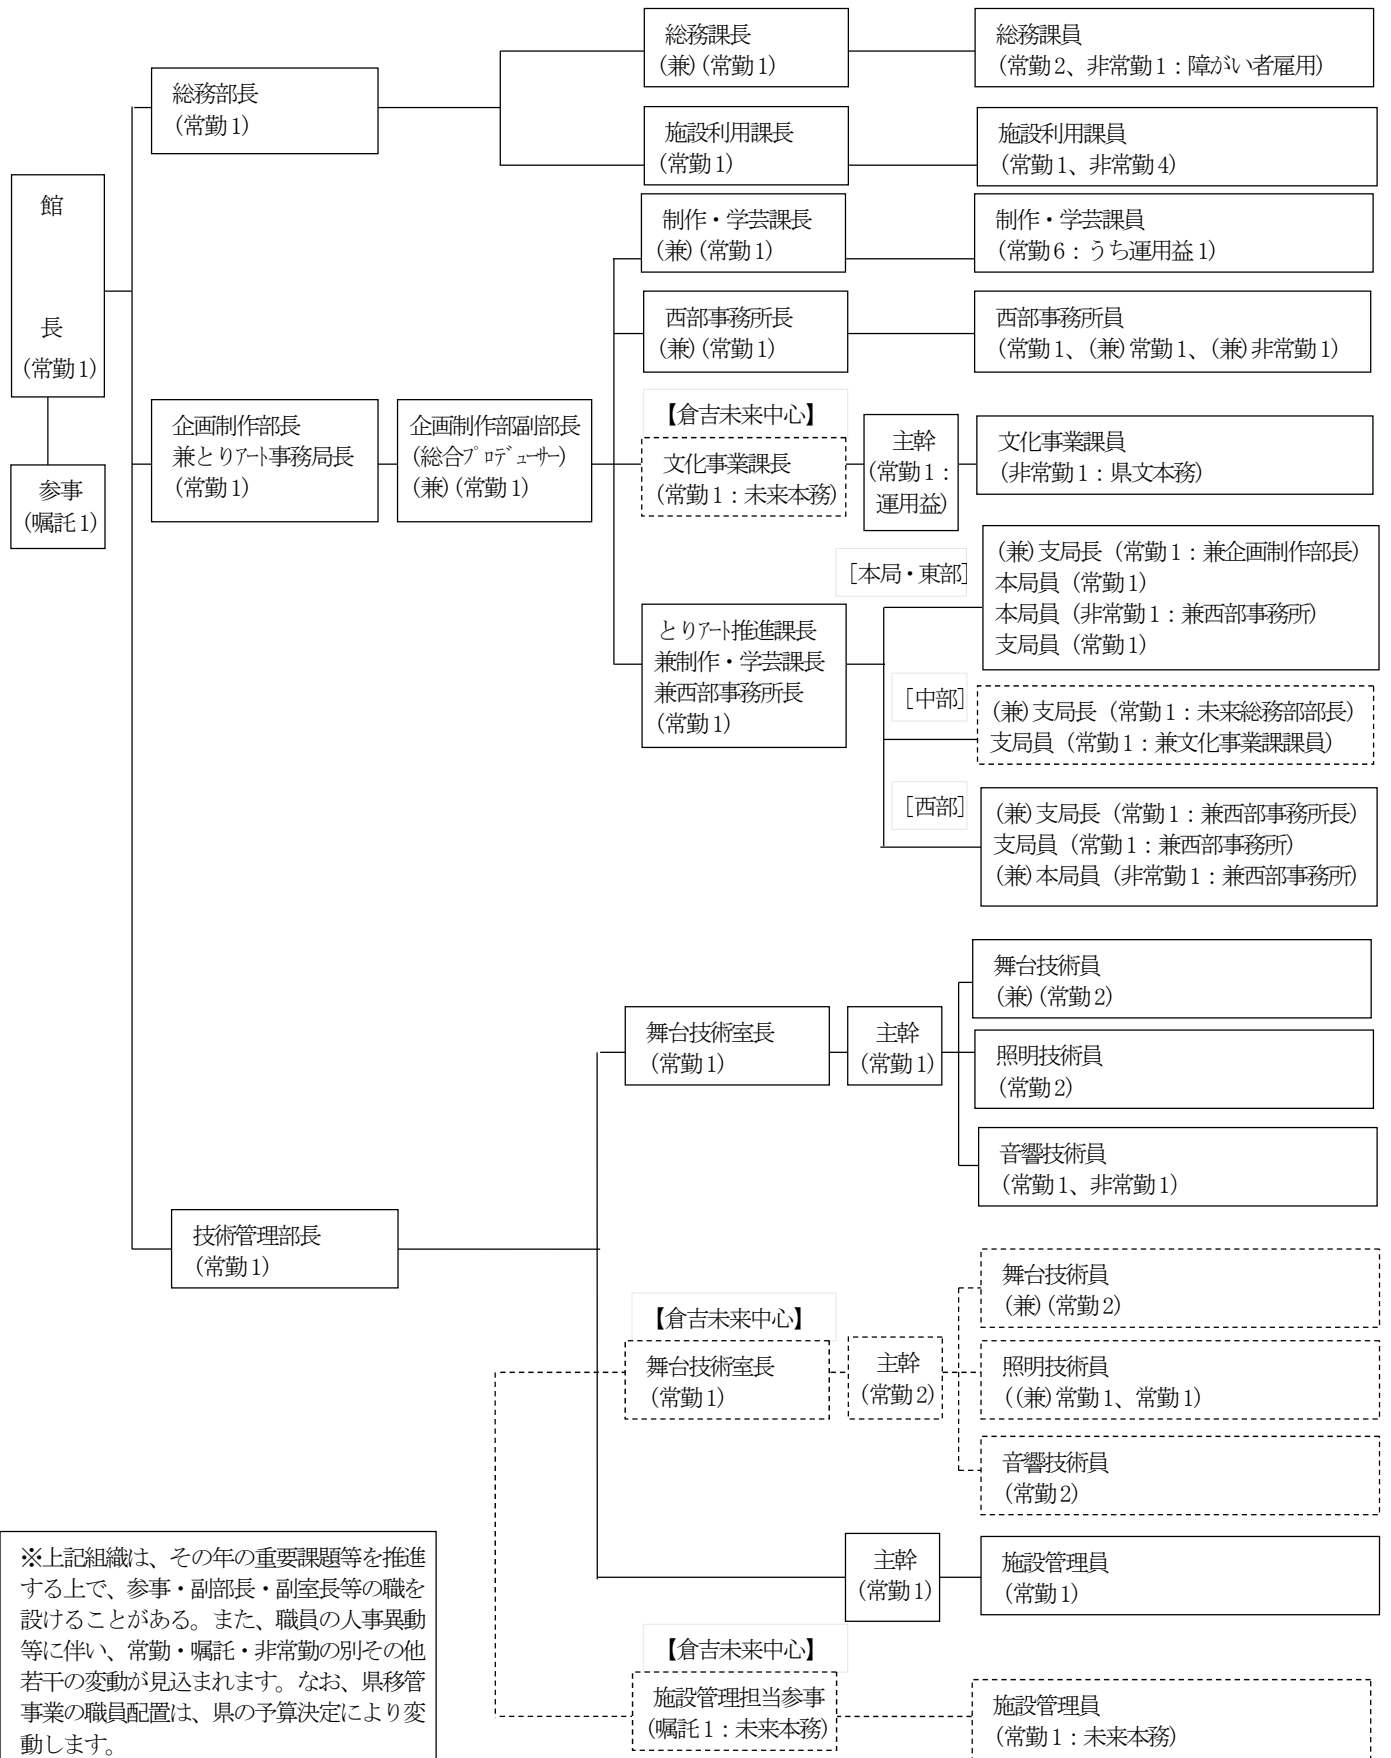 館
長
(常勤1)
参事
(嘱託1)
総務部長
(常勤1)
総務課長
(兼)(常勤1)
総務課員
(常勤2、非常勤1：障がい者雇用)
施設利用課長
(常勤1)
施設利用課員
(常勤1、非常勤4)
企画制作部長
兼とりアート事務局長
(常勤1)
企画制作部副部長
(総合プロデューサー)
(兼)(常勤1)
制作・学芸課長
(兼)(常勤1)
制作・学芸課員
(常勤6：うち運用益1)
西部事務所長
(兼)(常勤1)
西部事務所員
(常勤1、(兼)常勤1、(兼)非常勤1)
【倉吉未来中心】
文化事業課長
(常勤1：未来本務)
主幹
(常勤1：
運用益)
文化事業課員
(非常勤1：県文本務)
とりアート推進課長
兼制作・学芸課長
兼西部事務所長
(常勤1)
［本局・東部］
(兼)支局長（常勤1：兼企画制作部長）
本局員（常勤1）
本局員（非常勤1：兼西部事務所）
支局員（常勤1）
［中部］
(兼)支局長（常勤1：未来総務部部長）
支局員（常勤1：兼文化事業課課員）
［西部］
(兼)支局長（常勤1：兼西部事務所長）
支局員（常勤1：兼西部事務所）
(兼)本局員（非常勤1：兼西部事務所）
技術管理部長
(常勤1)
舞台技術室長
(常勤1)
主幹
(常勤1)
舞台技術員
(兼)(常勤2)
照明技術員
(常勤2)
音響技術員
(常勤1、非常勤1)
【倉吉未来中心】
舞台技術室長
(常勤1)
主幹
(常勤2)
舞台技術員
(兼)(常勤2)
照明技術員
((兼)常勤1、常勤1)
音響技術員
(常勤2)
主幹
(常勤1)
施設管理員
(常勤1)
【倉吉未来中心】
施設管理担当参事
(嘱託1：未来本務)
施設管理員
(常勤1：未来本務)
※上記組織は、その年の重要課題等を推進
する上で、参事・副部長・副室長等の職を
設けることがある。また、職員の人事異動
等に伴い、常勤・嘱託・非常勤の別その他
若干の変動が見込まれます。なお、県移管
事業の職員配置は、県の予算決定により変
動します。